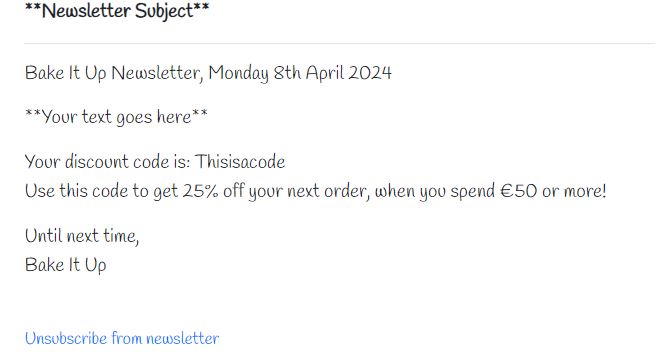 **Newsletter Subject**
Bake It Up Newsletter, Monday 8th April 2024
**Your text goes here**
Your discount code is: Thisisacode
Use this code to get 25% off your next order, when you spend €50 or more!
Until next time,
Bake It Up
Unsubscribe from newsletter